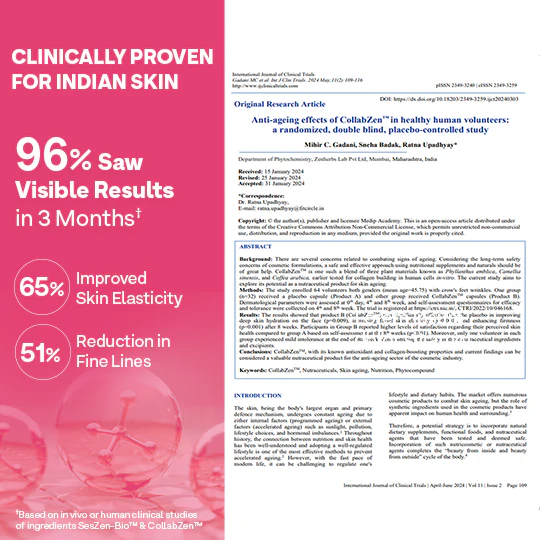 CLINICALLY PROVEN
FOR INDIAN SKIN
96% Saw
Visible Results
in 3 Months‡
65%
Improved
Skin Elasticity
51%
Reduction in
Fine Lines
‡Based on in vivo or human clinical studies
of ingredients SesZen-Bio™ & CollabZen™
International Journal of Clinical Trials
Gadani MC et al. Int J Clin Trials. 2024 May;11(2):109-116
http://www.ijclinicaltrials.com
pISSN 2349-3240 | eISSN 2349-3259
DOI: https://dx.doi.org/10.18203/2349-3259.ijct20240303
Original Research Article
Anti-ageing effects of CollabZen™ in healthy human volunteers:
a randomized, double blind, placebo-controlled study
Mihir C. Gadani, Sneha Badak, Ratna Upadhyay*
Department of Phytochemistry, Zenherbs Lab Pvt Ltd, Mumbai, Maharashtra, India
Received: 15 January 2024
Revised: 25 January 2024
Accepted: 31 January 2024
*Correspondence:
Dr. Ratna Upadhyay,
E-mail: ratna.upadhyay@fincircle.in
Copyright: © the author(s), publisher and licensee Medip Academy. This is an open-access article distributed under
the terms of the Creative Commons Attribution Non-Commercial License, which permits unrestricted non-commercial
use, distribution, and reproduction in any medium, provided the original work is properly cited.
ABSTRACT
Background: There are several concerns related to combating signs of ageing. Considering the long-term safety
concerns of cosmetic formulations, a safe and effective approach using nutritional supplements and naturals should be
of great help. CollabZen™ is one such a blend of three plant materials known as Phyllanthus emblica, Camellia
sinensis, and Coffea arabica, earlier tested for collagen building in human cells in-vitro. The current study aims to
explore its potential as a nutraceutical product for skin ageing.
Methods: The study enrolled 64 volunteers both genders (mean age=45.75) with crow's feet wrinkles. One group
(n=32) received a placebo capsule (Product A) and other group received CollabZen™ capsules (Product B).
Dermatological parameters were assessed at 0th day, 4th and 8th week, and self-assessment questionnaires for efficacy
and tolerance were collected on 4th and 8th week. The trial is registered at https://ctri.nic.in/, CTRI/2022/10/046168.
Results: The results showed that product B (CollabZen™) was significantly effective than the placebo in improving
deep skin hydration on the face (p=0.009), and enhancing firmness
(p=0.001) after 8 weeks. Participants in Group B reported higher levels of satisfaction regarding their perceived skin
health compared to group A based on self-assessment at 8th week (p<0.01). Moreover, only one volunteer in each
group experienced mild intolerance at the end of nutraceutical ingredients
and excipients.
Conclusions: CollabZen™, with its known antioxidant and collagen-boosting properties and current findings can be
considered a valuable nutraceutical product for the anti-ageing sector of the cosmetic industry.
Keywords: CollabZen™, Nutraceuticals, Skin ageing, Nutrition, Phytocompound
INTRODUCTION
The skin, being the body's largest organ and primary
defence mechanism, undergoes constant ageing due to
either internal factors (programmed ageing) or external
factors (accelerated ageing) such as sunlight, pollution,
lifestyle choices, and hormonal imbalances.¹ Throughout
history, the connection between nutrition and skin health
has been well-understood and adopting a well-regulated
lifestyle is one of the most effective methods to prevent
accelerated ageing.² However, with the fast pace of
modern life, it can be challenging to regulate one's
lifestyle and dietary habits. The market offers numerous
cosmetic products to combat skin ageing, but the role of
synthetic ingredients used in the cosmetic products have
apparent impact on human health and surrounding.³
Therefore, a potential strategy is to incorporate natural
dietary supplements, functional foods, and nutraceutical
agents that have been tested and deemed safe.
Incorporation of such nutricosmetic or nutraceutical
agents completes the "beauty from inside and beauty
from outside" cycle of the body.⁴
International Journal of Clinical Trials | April-June 2024 | Vol 11 | Issue 2 Page 109